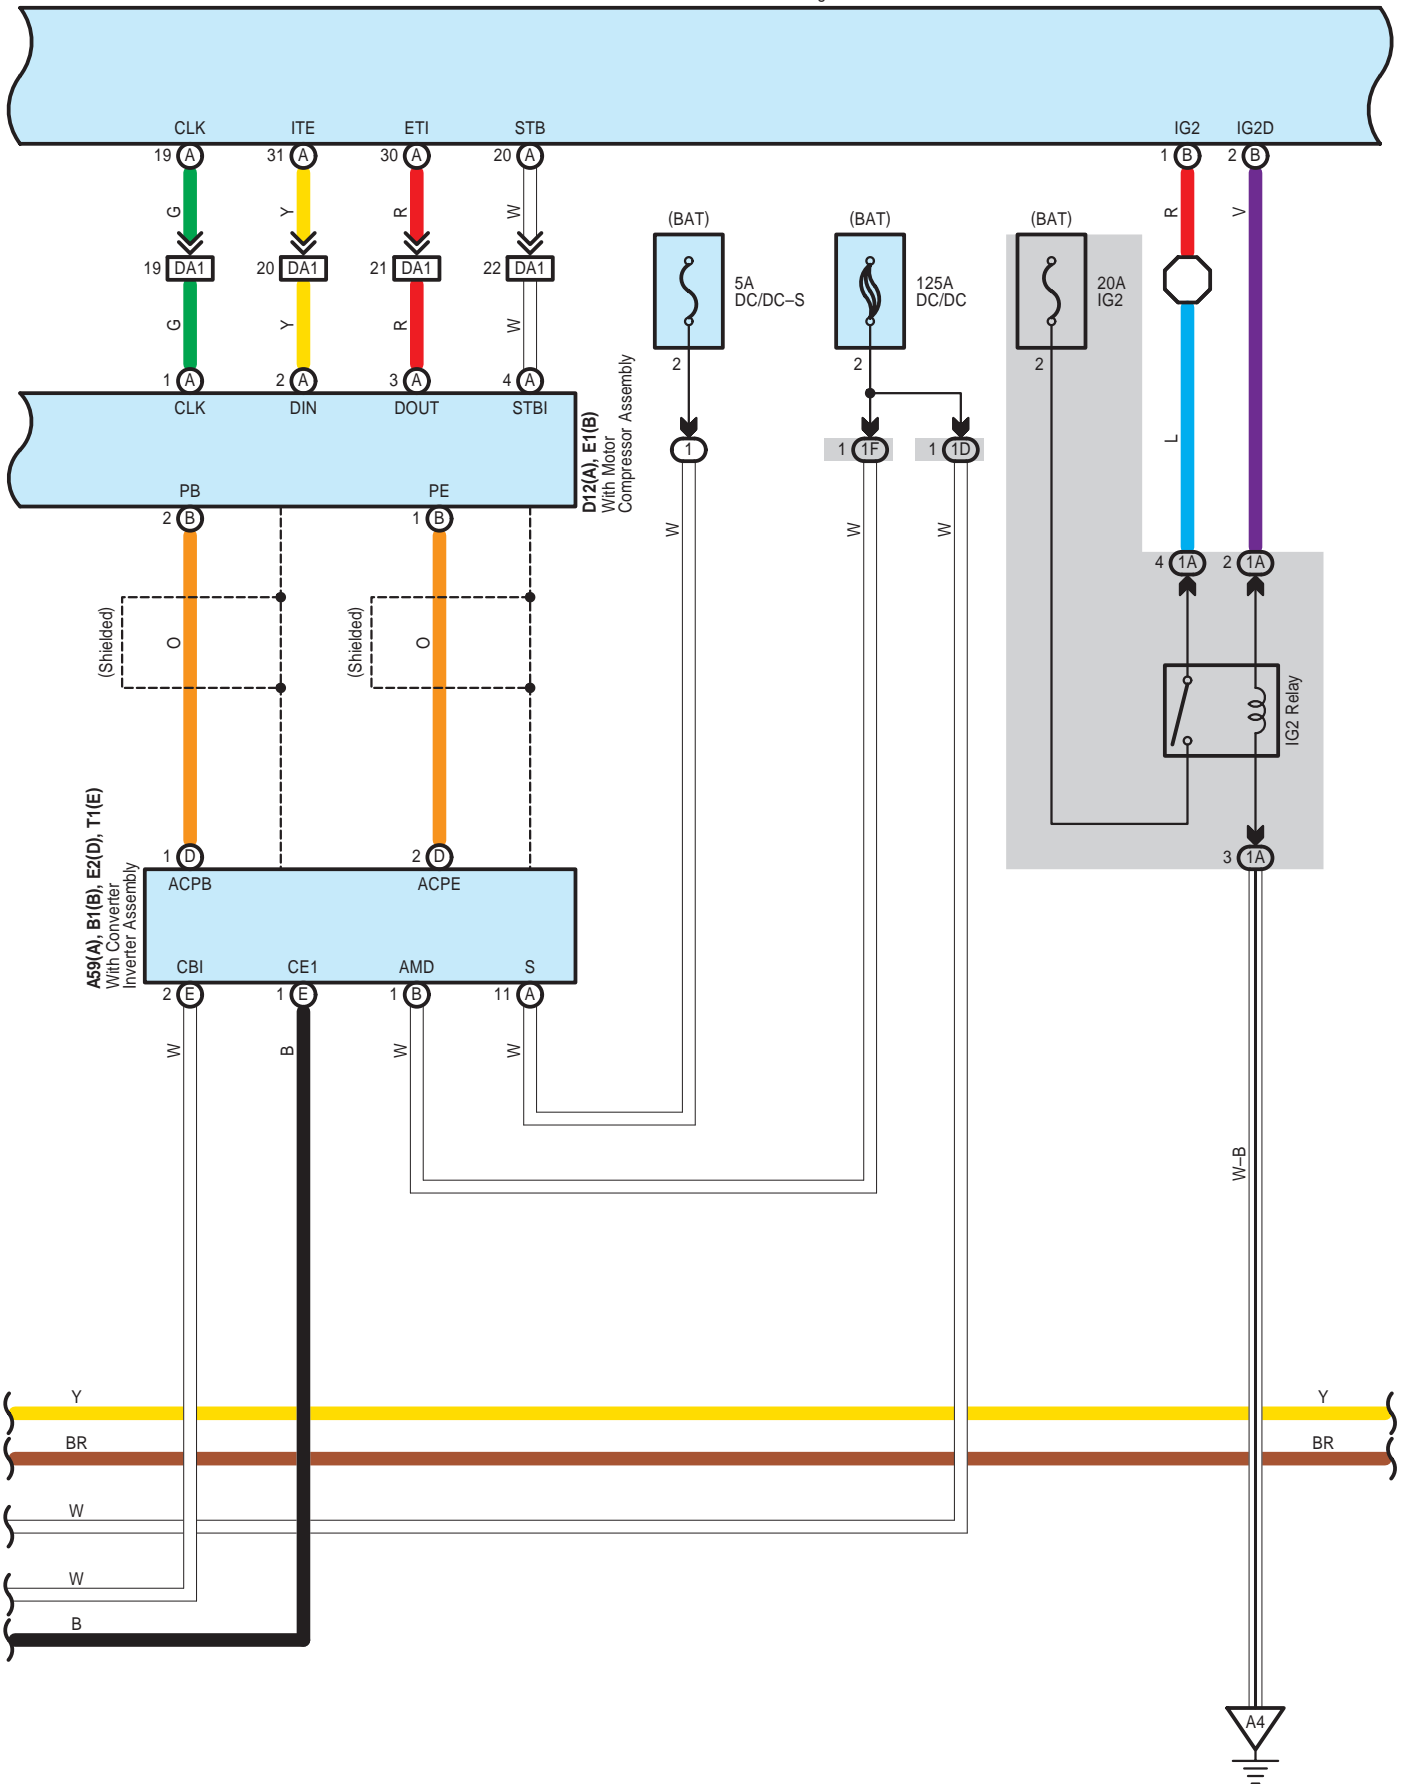 CLK ITE ETI STB IG2 IG2D
19 A 31 A 30 A 20 A 1 B 2 B
G Y R W R V
(BAT) (BAT) (BAT)
19 DA1 20 DA1 21 DA1 22 DA1
5A
DC/DC–S
125A
DC/DC
20A
IG2
G Y R W
2 2 2
1 A 2 A 3 A 4 A
CLK DIN DOUT STBI
D12(A), E1(B)
With Motor
Compressor Assembly
1 1 1F 1 1D
L
PB PE
2 B 1 B
W W W
4 1A 2 1A
(Shielded) O (Shielded) O
IG2 Relay
A59(A), B1(B), E2(D), T1(E)
With Converter
Inverter Assembly
1 D 2 D
3 1A
ACPB ACPE
CBI CE1 AMD S
2 E 1 E 1 B 11 A
W B W W
W–B
Y Y
BR BR
W
W
B
A4